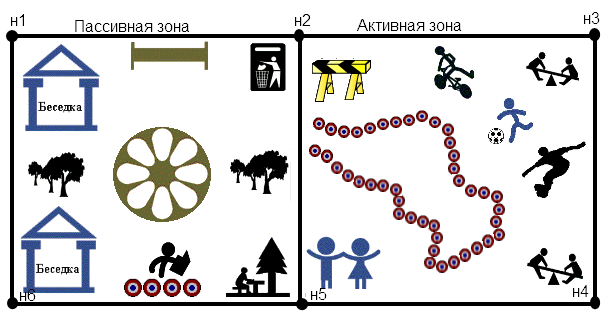 н1
н2
н3
Пассивная зона
Активная зона
Беседка
Беседка
н6
н5
н4